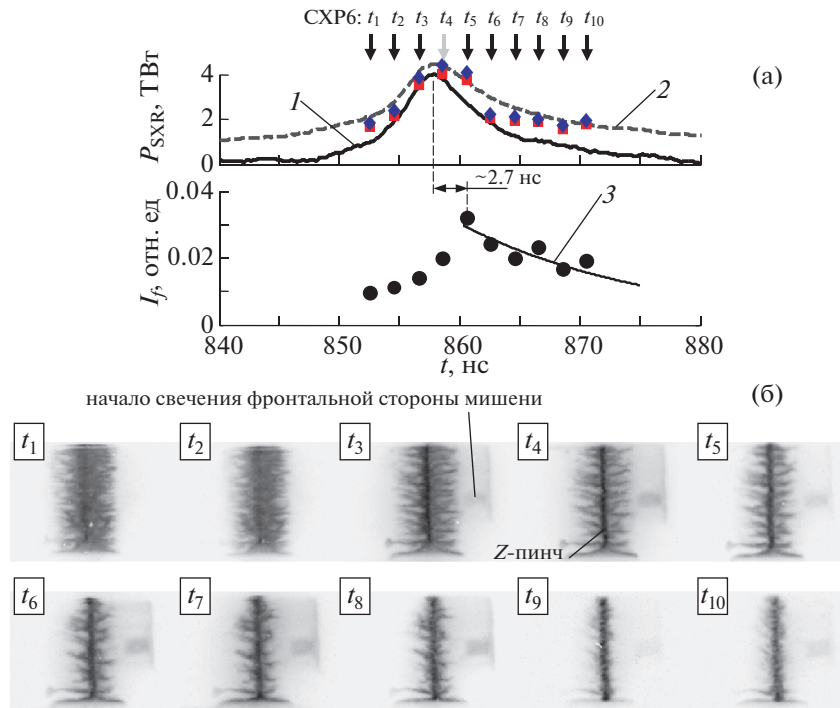 СХР6: t₁ t₂ t₃ t₄ t₅ t₆ t₇ t₈ t₉ t₁₀
(а)
P_SXR, ТВт
4
2
0
1
2
~2.7 нс
I_f, отн. ед
0.04
0.02
0
3
840 850 860 870 880
t, нс
(б)
начало свечения фронтальной стороны мишени
t₁ t₂ t₃ t₄ t₅
Z-пинч
t₆ t₇ t₈ t₉ t₁₀